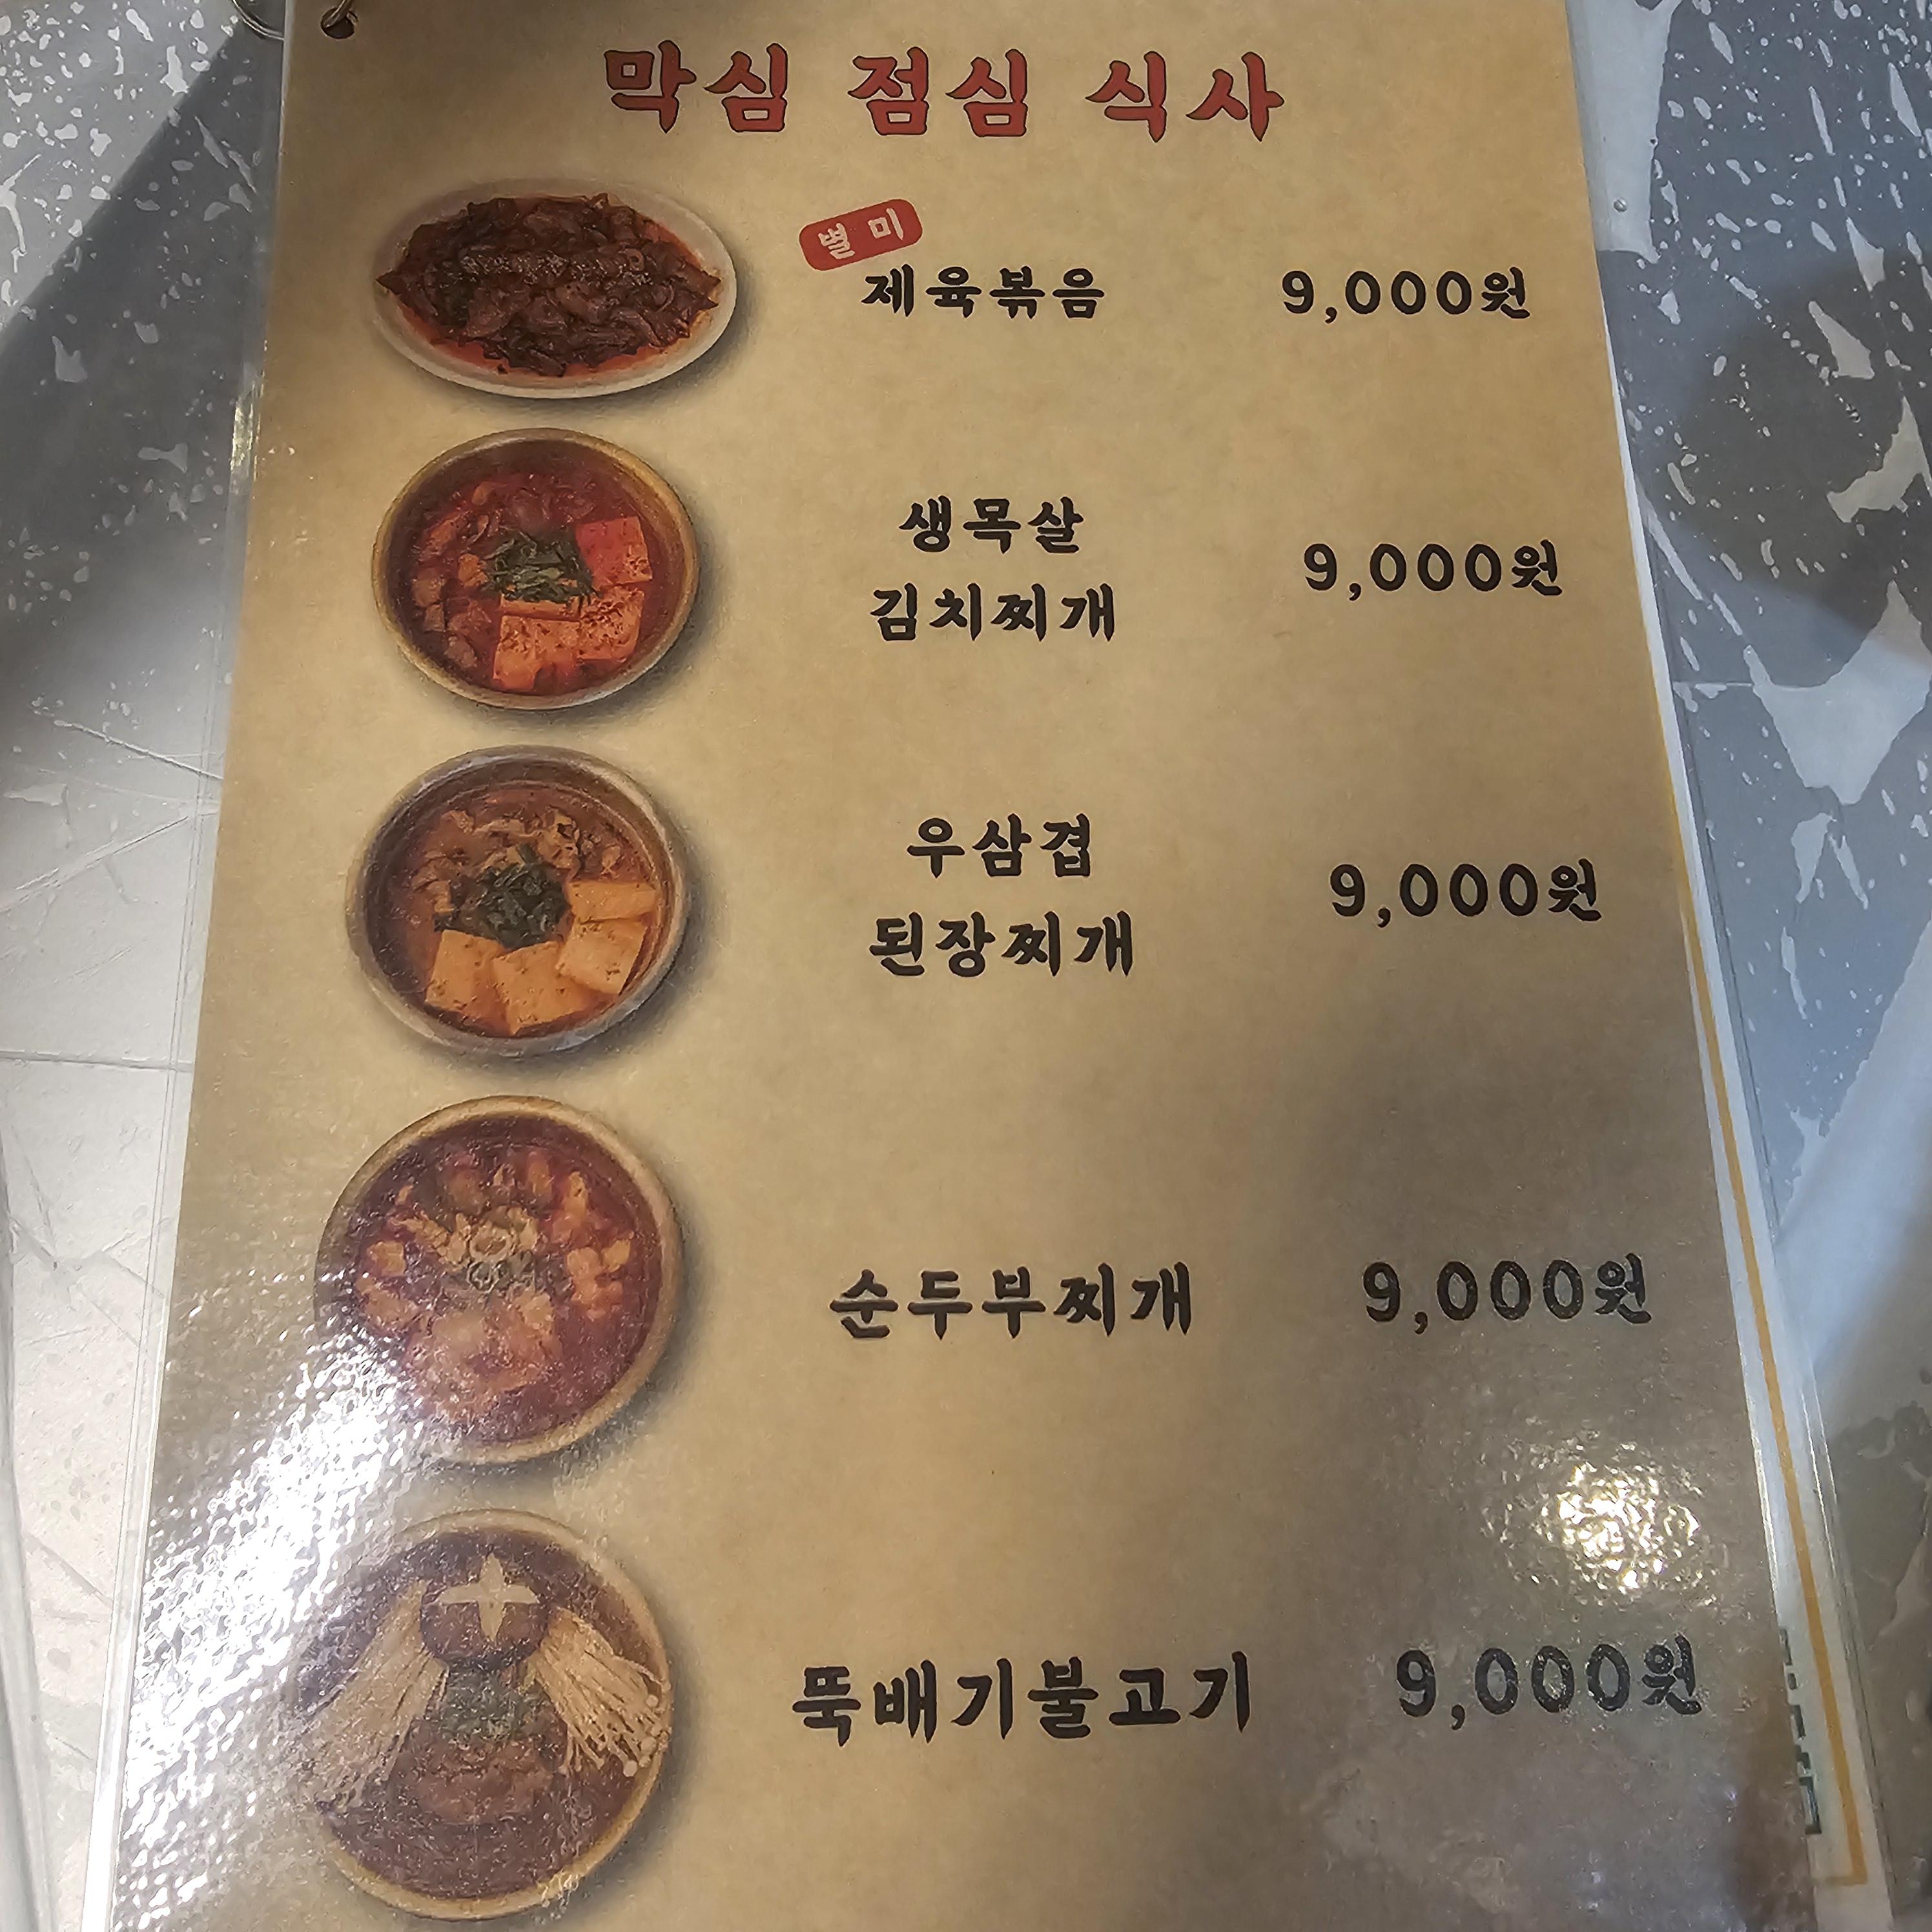 막심 점심 식사
별미
제육볶음 9,000원
생목살
김치찌개 9,000원
우삼겹
된장찌개 9,000원
순두부찌개 9,000원
뚝배기불고기 9,000원